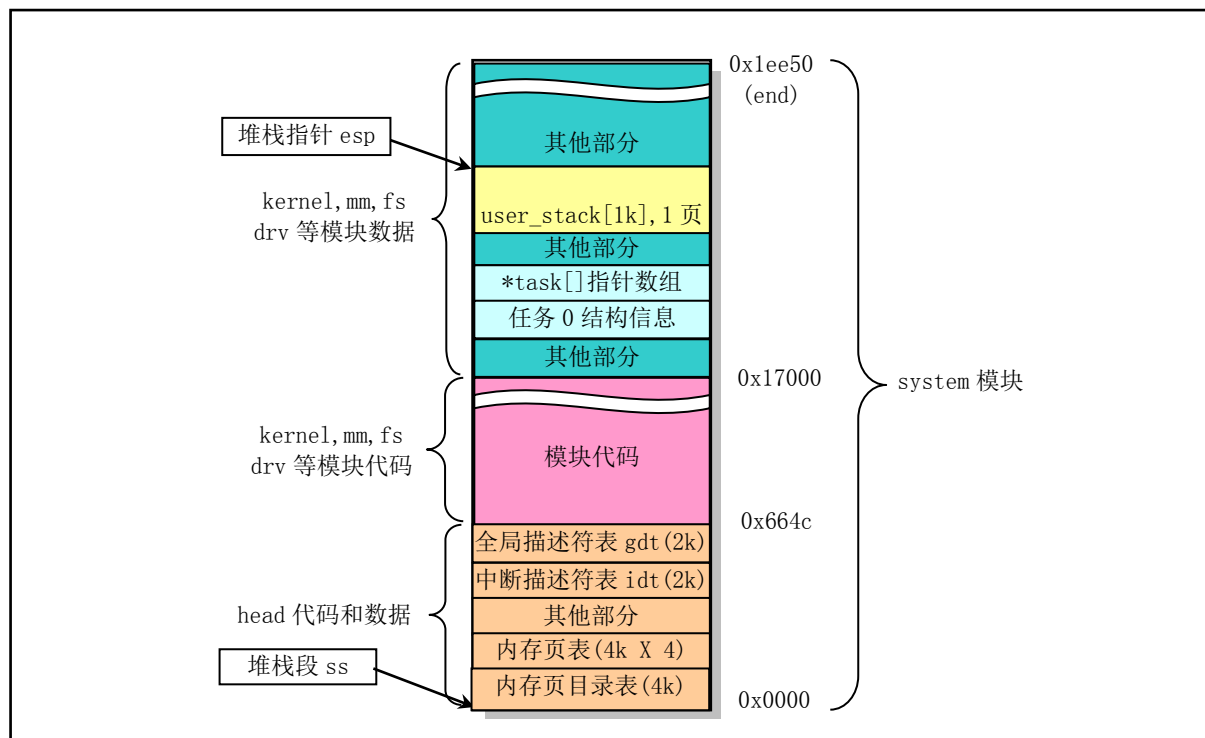 0x1ee50
(end)
其他部分
堆栈指针 esp
kernel,mm,fs
drv 等模块数据
user_stack[1k],1 页
其他部分
*task[]指针数组
任务 0 结构信息
其他部分
0x17000
system 模块
kernel,mm,fs
drv 等模块代码
模块代码
0x664c
全局描述符表 gdt(2k)
中断描述符表 idt(2k)
head 代码和数据
其他部分
内存页表(4k X 4)
堆栈段 ss
内存页目录表(4k)
0x0000